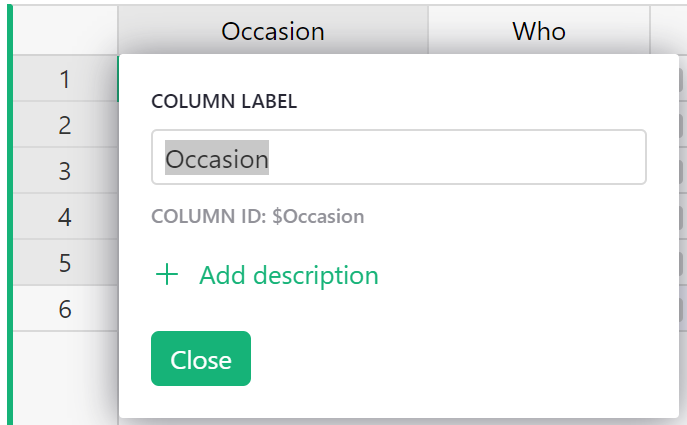 Occasion Who
1
COLUMN LABEL
2
Occasion
3
4
COLUMN ID: $Occasion
5
+ Add description
6
Close